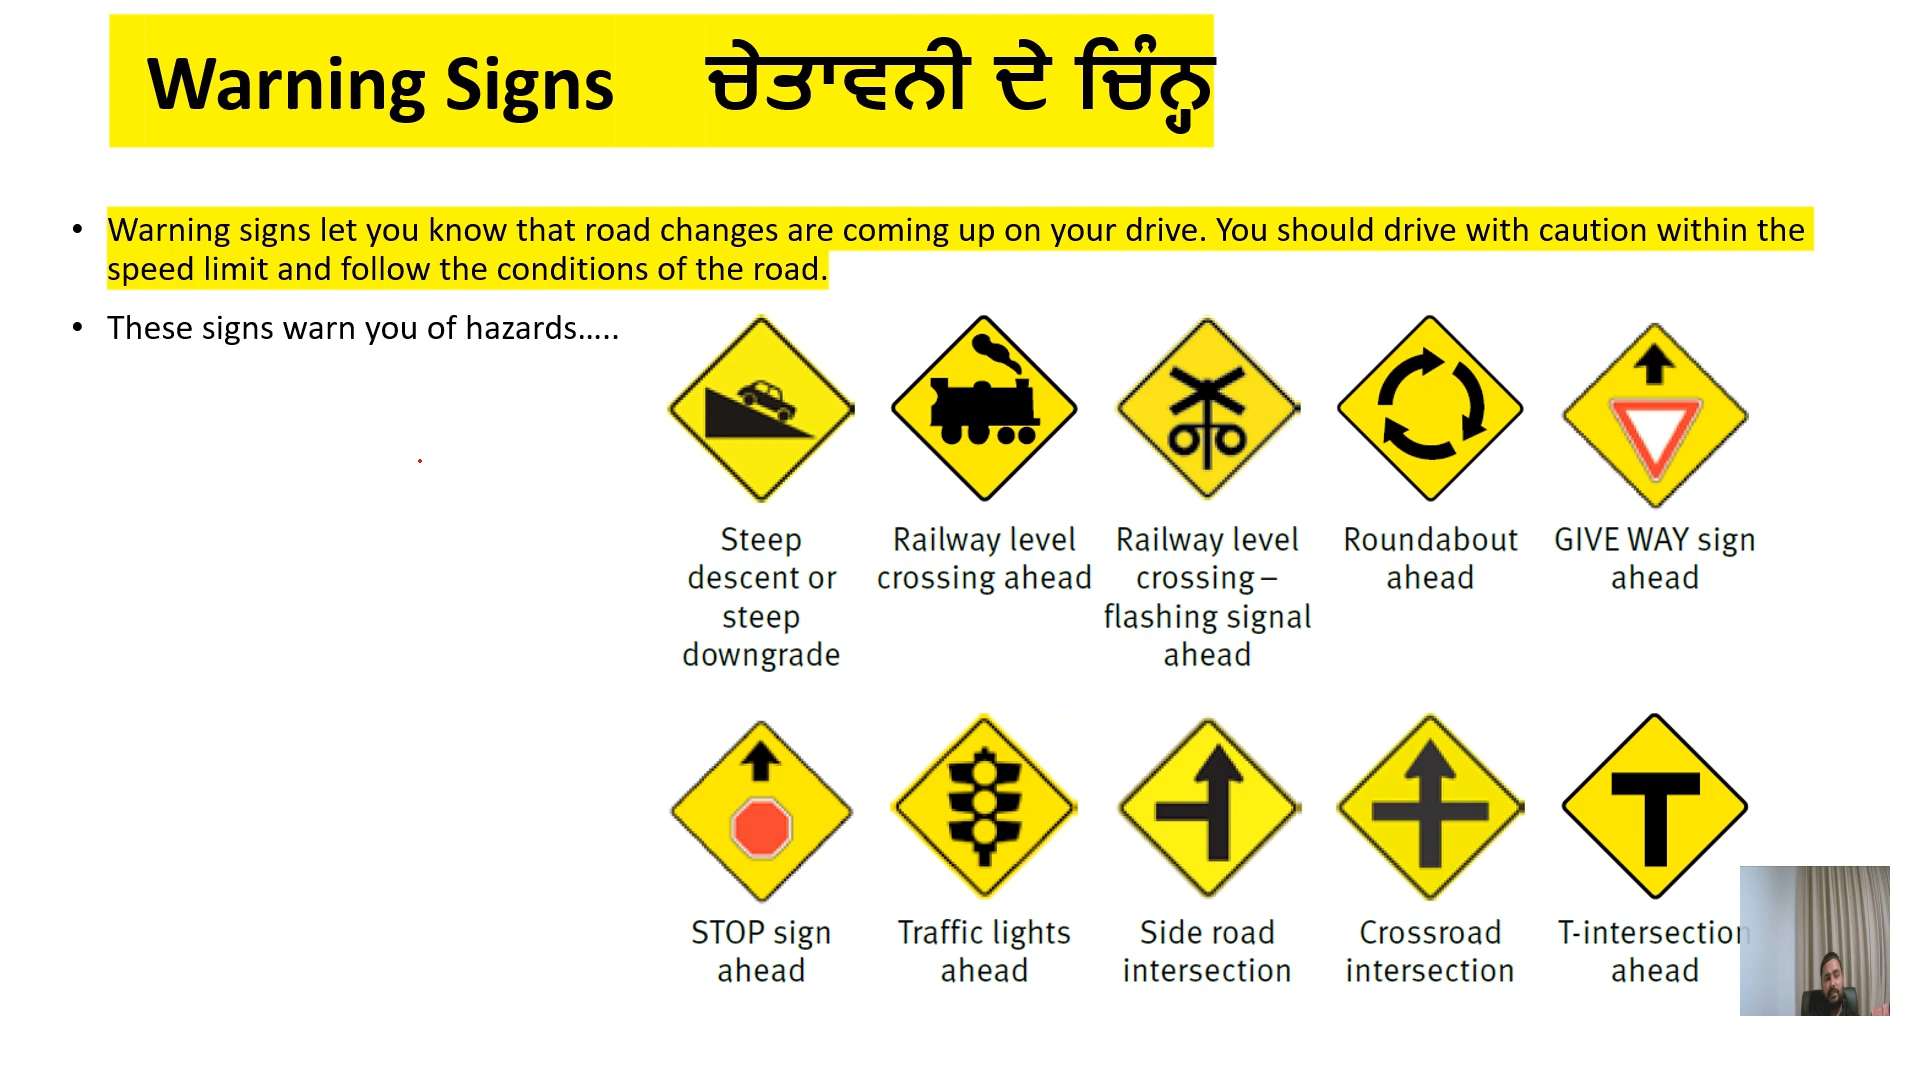 Warning Signs ਚੇਤਾਵਨੀ ਦੇ ਚਿੰਨ੍ਹ
• Warning signs let you know that road changes are coming up on your drive. You should drive with caution within the
speed limit and follow the conditions of the road.
• These signs warn you of hazards…..
Steep
descent or
steep
downgrade
Railway level
crossing ahead
Railway level
crossing –
flashing signal
ahead
Roundabout
ahead
GIVE WAY sign
ahead
STOP sign
ahead
Traffic lights
ahead
Side road
intersection
Crossroad
intersection
T
T-intersection
ahead